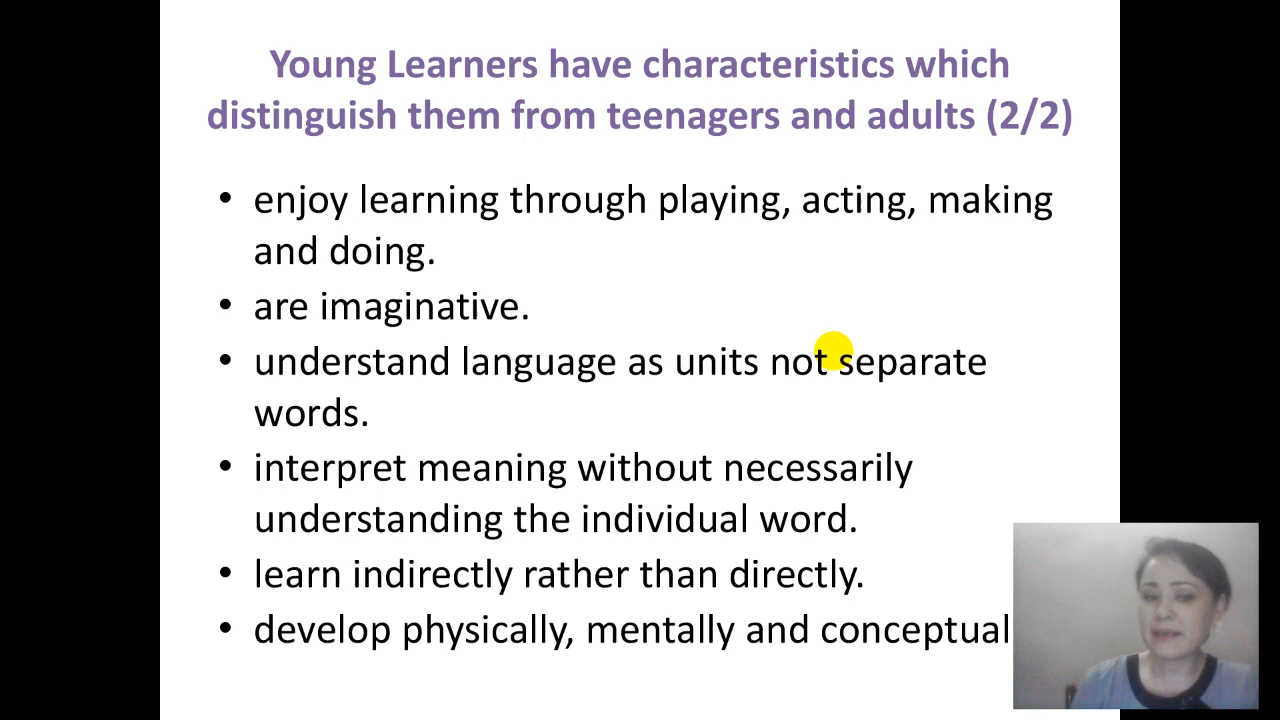 Young Learners have characteristics which
distinguish them from teenagers and adults (2/2)
• enjoy learning through playing, acting, making
and doing.
• are imaginative.
• understand language as units not separate
words.
• interpret meaning without necessarily
understanding the individual word.
• learn indirectly rather than directly.
• develop physically, mentally and conceptual